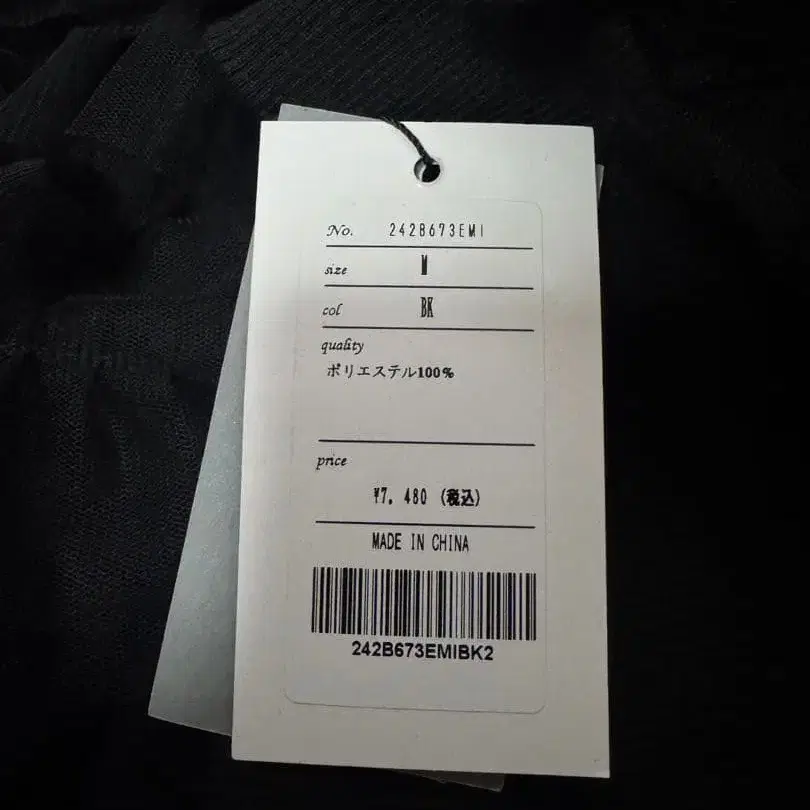 No. 242B673EMI
size M
col BK
quality
ポリエステル100%
price
¥7,480 (税込)
MADE IN CHINA
242B673EMIBK2